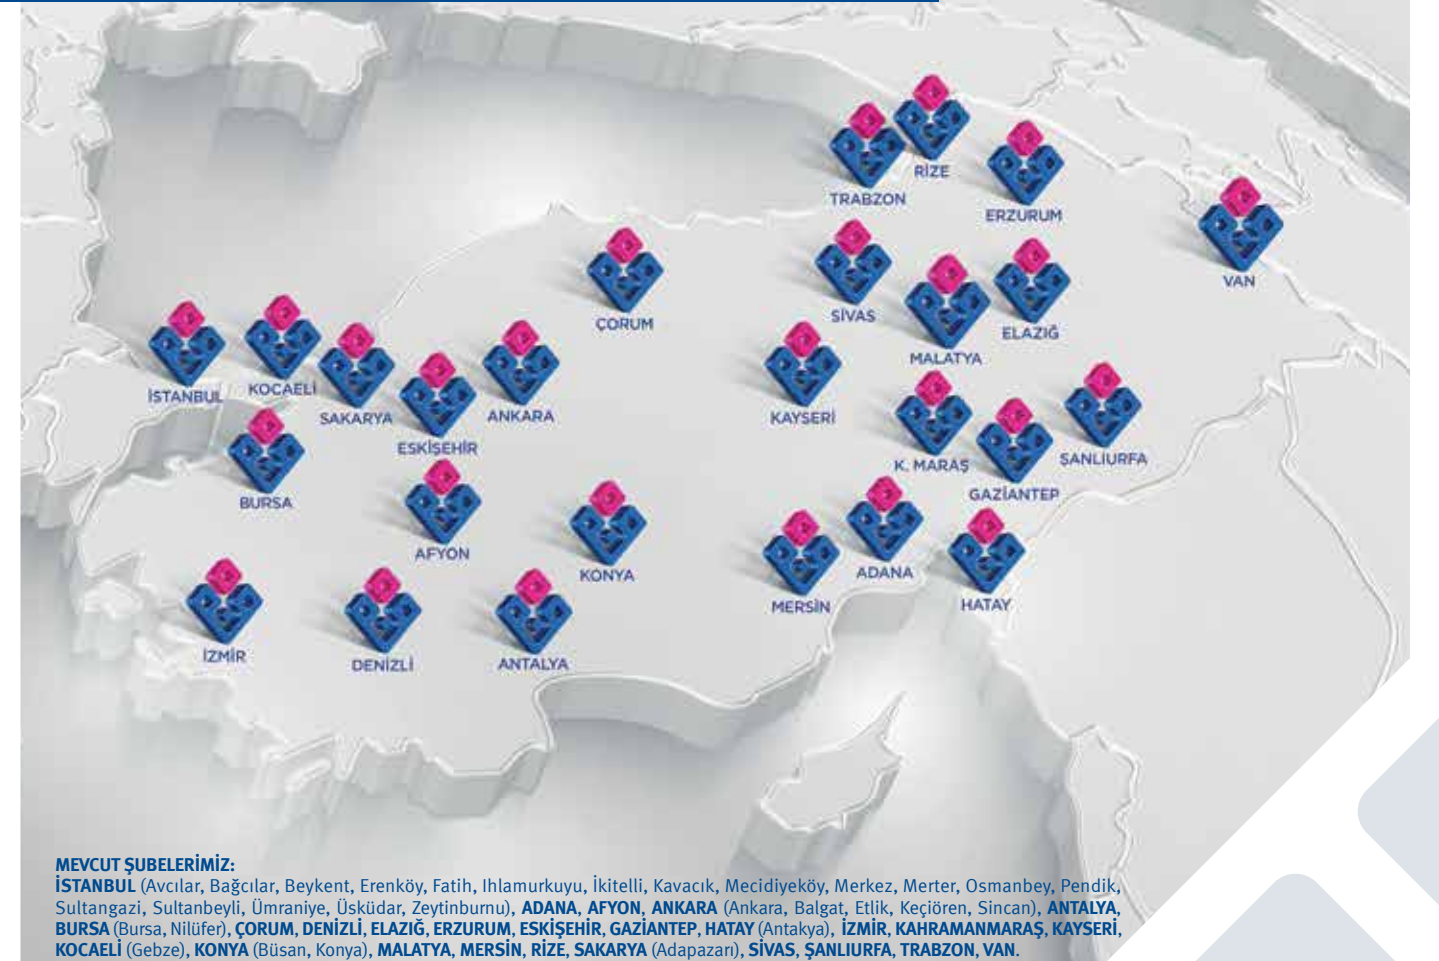 RİZE
TRABZON
ERZURUM
VAN
ÇORUM
SİVAS
ELAZIĞ
MALATYA
İSTANBUL
KOCAELİ
SAKARYA
ANKARA
KAYSERİ
ESKİŞEHİR
K. MARAŞ
ŞANLIURFA
GAZİANTEP
BURSA
AFYON
KONYA
ADANA
MERSİN
HATAY
İZMİR
DENİZLİ
ANTALYA
MEVCUT ŞUBELERİMİZ:
İSTANBUL (Avcılar, Bağcılar, Beykent, Erenköy, Fatih, Ihlamurkuyu, İkitelli, Kavacık, Mecidiyeköy, Merkez, Merter, Osmanbey, Pendik,
Sultangazi, Sultanbeyli, Ümraniye, Üsküdar, Zeytinburnu), ADANA, AFYON, ANKARA (Ankara, Balgat, Etlik, Keçiören, Sincan), ANTALYA,
BURSA (Bursa, Nilüfer), ÇORUM, DENİZLİ, ELAZIĞ, ERZURUM, ESKİŞEHİR, GAZİANTEP, HATAY (Antakya), İZMİR, KAHRAMANMARAŞ, KAYSERİ,
KOCAELİ (Gebze), KONYA (Büsan, Konya), MALATYA, MERSİN, RİZE, SAKARYA (Adapazarı), SİVAS, ŞANLIURFA, TRABZON, VAN.